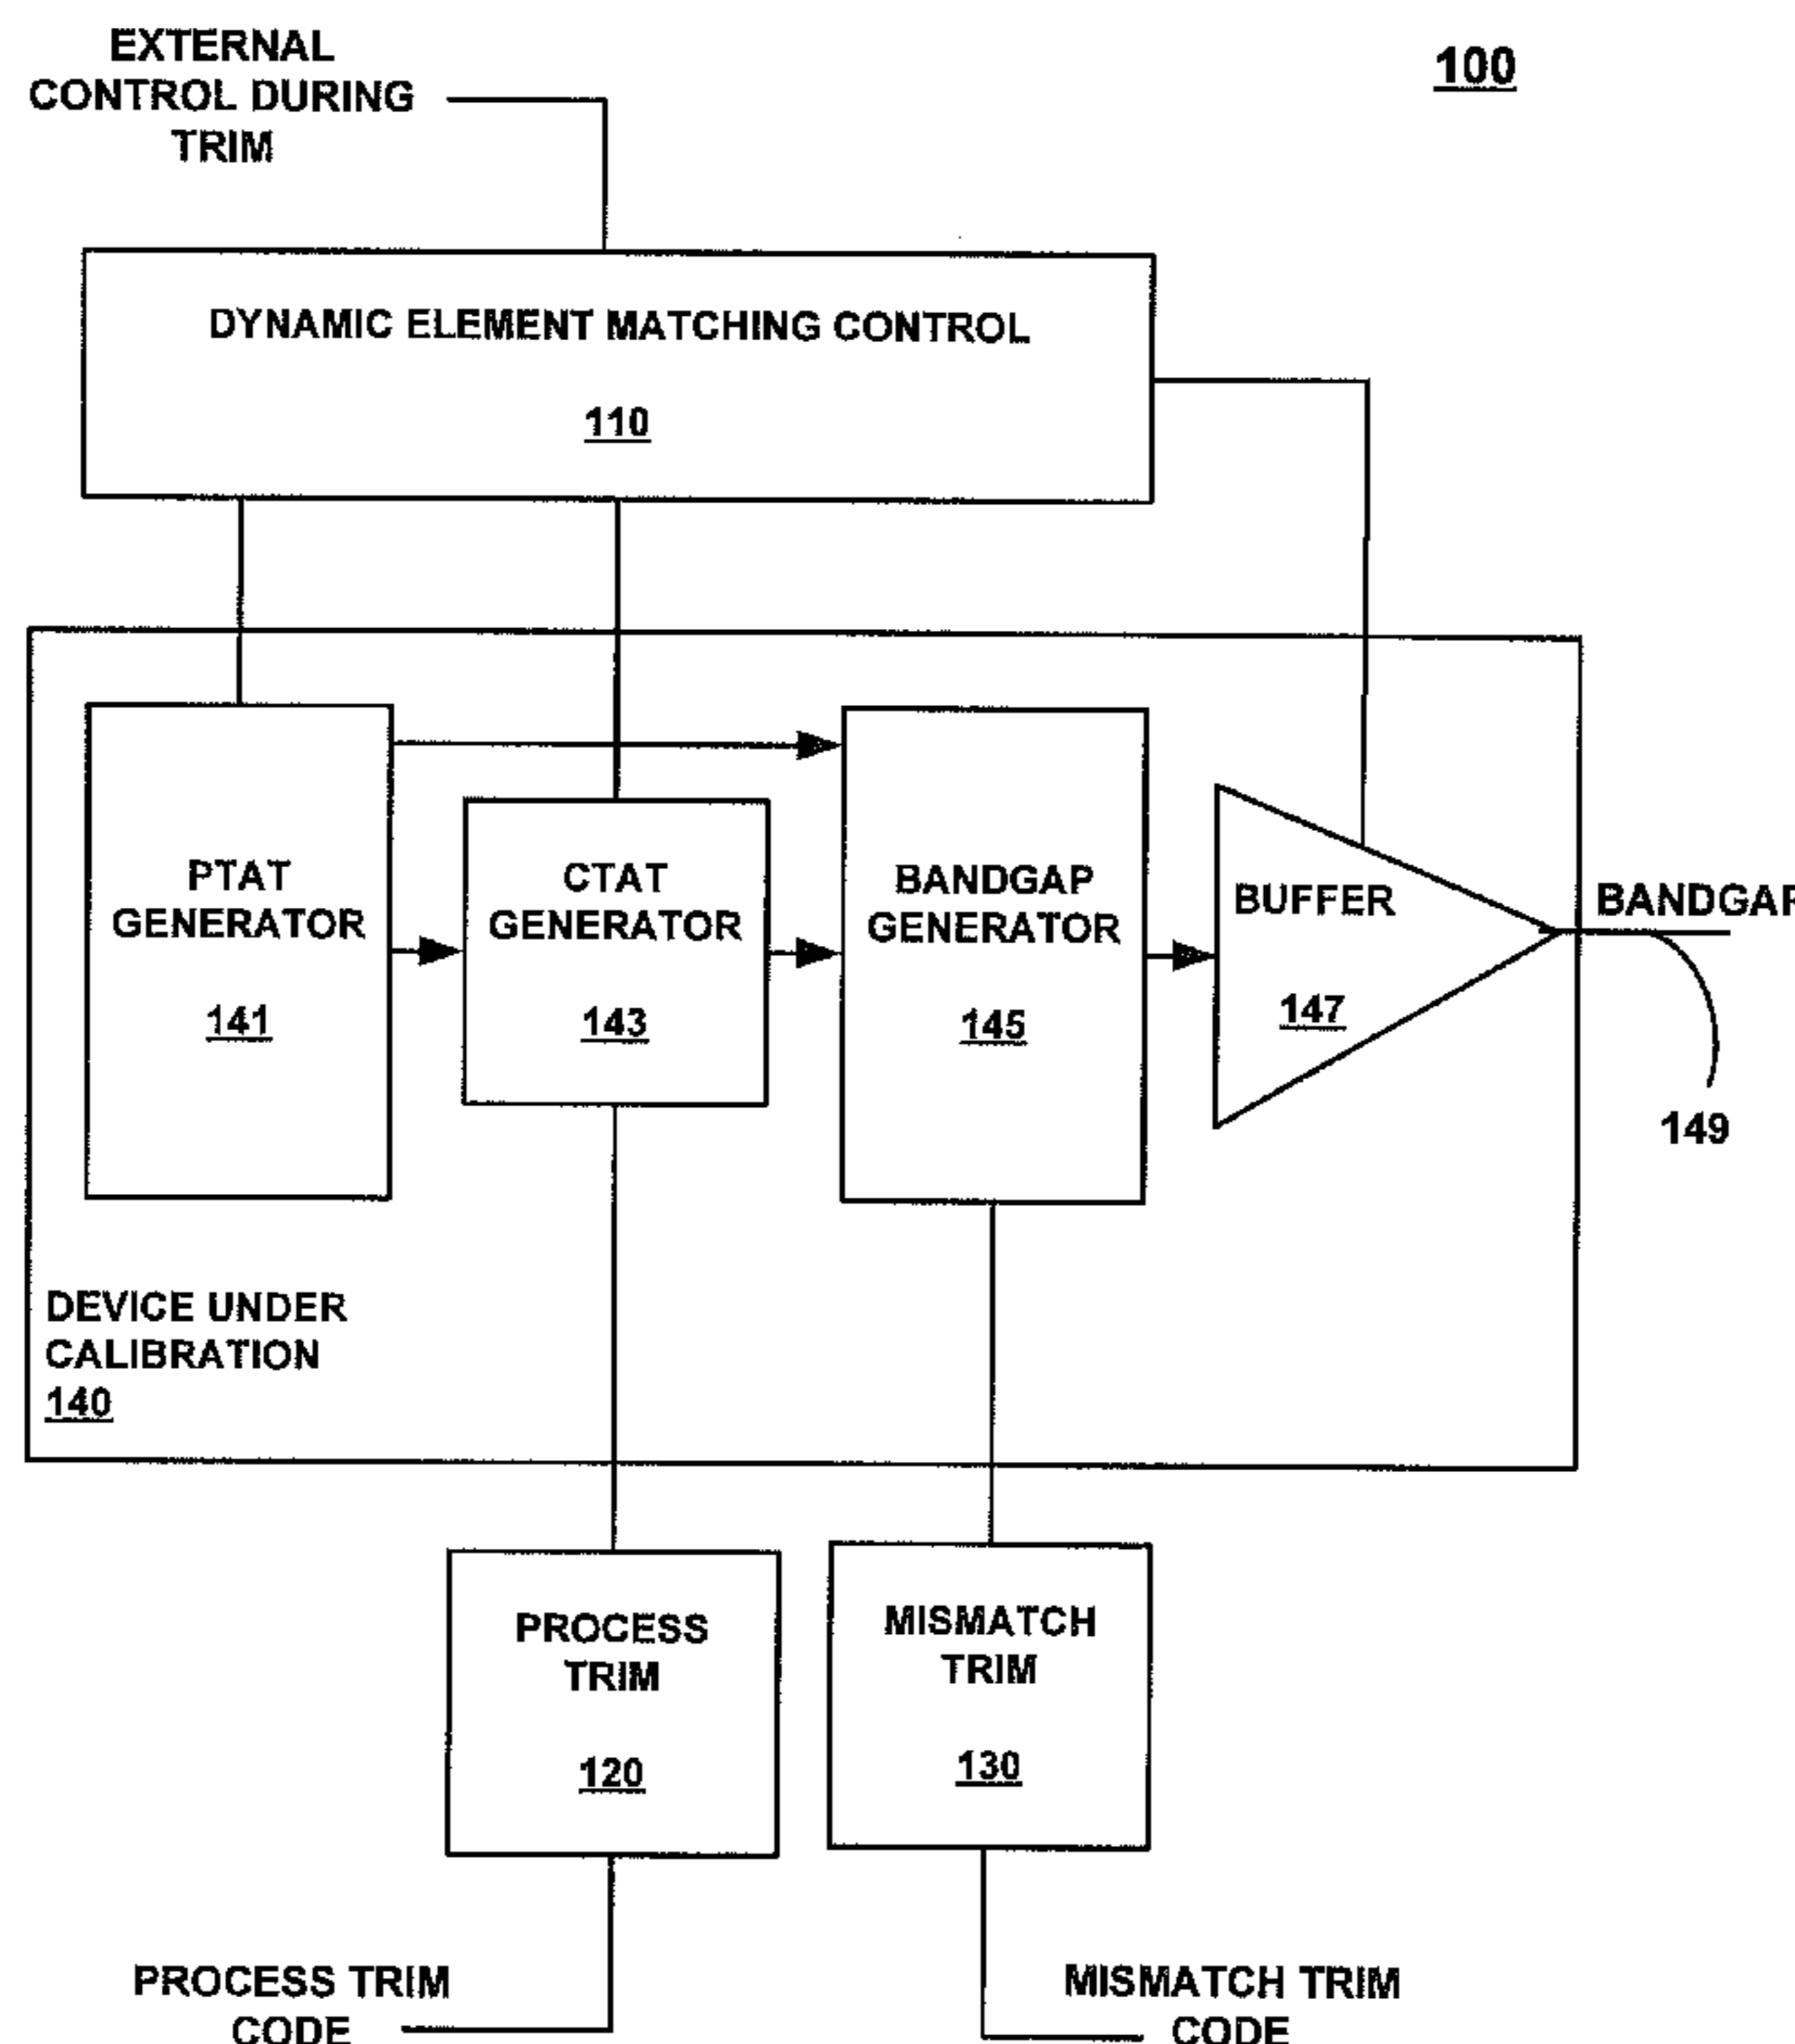 EXTERNAL
CONTROL DURING
TRIM
100
DYNAMIC ELEMENT MATCHING CONTROL
110
PTAT
GENERATOR
141
CTAT
GENERATOR
143
BANDGAP
GENERATOR
145
BUFFER
147
BANDGAP
149
DEVICE UNDER
CALIBRATION
140
PROCESS
TRIM
120
MISMATCH
TRIM
130
PROCESS TRIM
CODE
MISMATCH TRIM
CODE